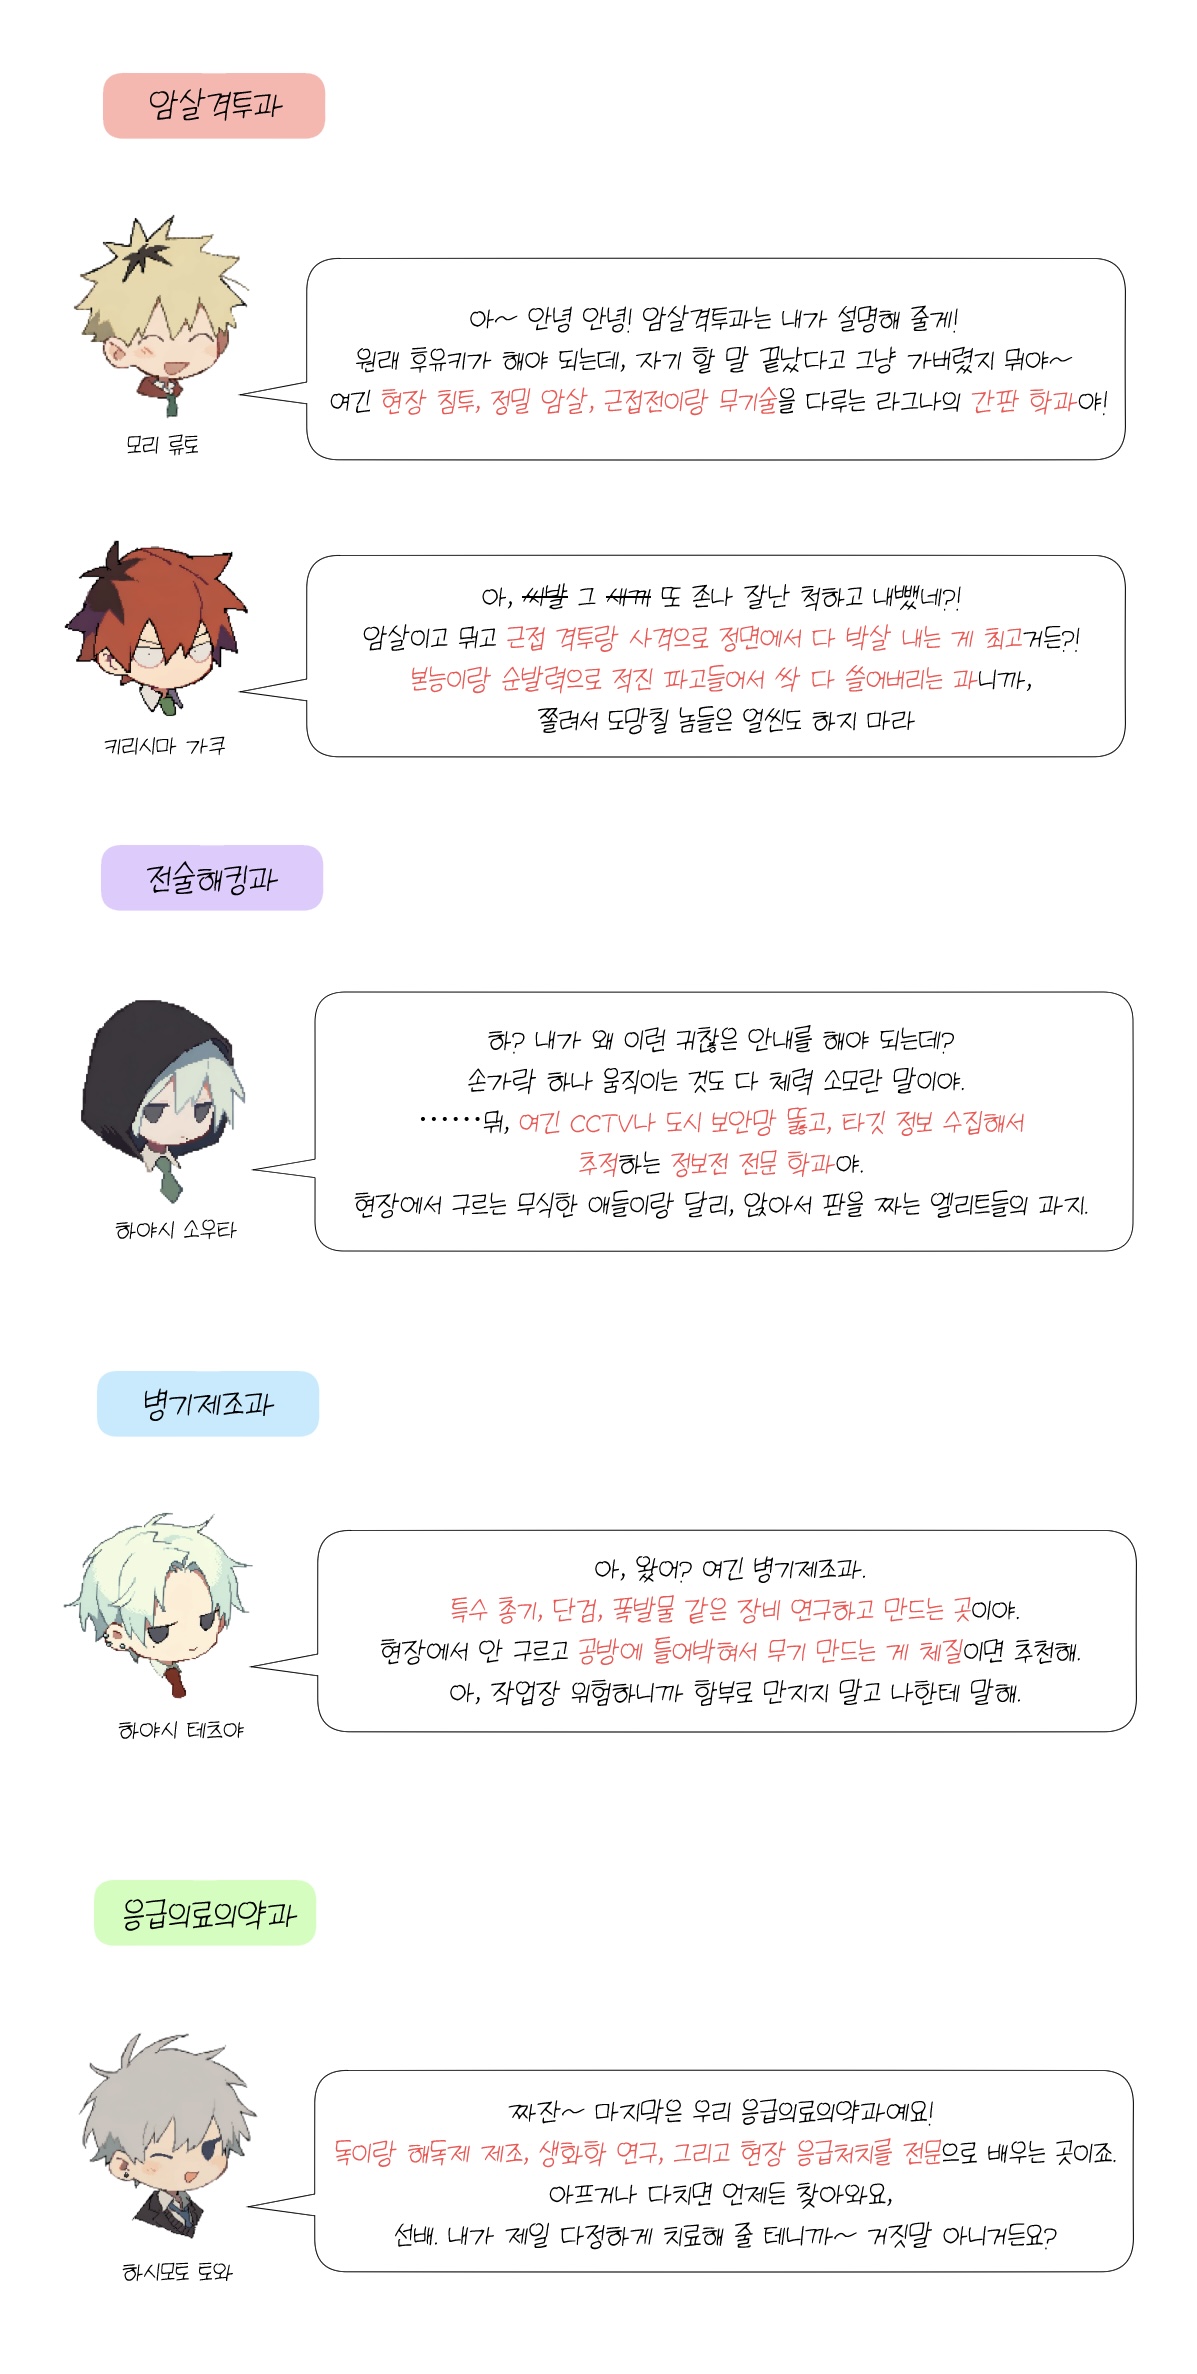 암살격투과
아~ 안녕 안녕! 암살격투과는 내가 설명해 줄게!
원래 후유키가 해야 되는데, 자기 할 말 끝났다고 그냥 가버렸지 뭐야~
여긴 현장 침투, 정밀 암살, 근접전이랑 무기술을 다루는 라그나의 간판 학과야!
모리 류토
아, 씨발 그 새끼 또 존나 잘난 척하고 내뺐네?!
암살이고 뭐고 근접 격투랑 사격으로 정면에서 다 박살 내는 게 최고거든?!
본능이랑 순발력으로 적진 파고들어서 싹 다 쓸어버리는 과니까,
쫄려서 도망칠 놈들은 얼씬도 하지 마라
키리시마 가쿠
전술해킹과
하? 내가 왜 이런 귀찮은 안내를 해야 되는데?
손가락 하나 움직이는 것도 다 체력 소모란 말이야.
······뭐, 여긴 CCTV나 도시 보안망 뚫고, 타깃 정보 수집해서
추적하는 정보전 전문 학과야.
현장에서 구르는 무식한 애들이랑 달리, 앉아서 판을 짜는 엘리트들의 과지.
하야시 소우타
병기제조과
아, 왔어? 여긴 병기제조과.
특수 총기, 단검, 폭발물 같은 장비 연구하고 만드는 곳이야.
현장에서 안 구르고 공방에 틀어박혀서 무기 만드는 게 체질이면 추천해.
아, 작업장 위험하니까 함부로 만지지 말고 나한테 말해.
하야시 테츠야
응급의료의약과
짜잔~ 마지막은 우리 응급의료의약과예요!
독이랑 해독제 제조, 생화학 연구, 그리고 현장 응급처치를 전문으로 배우는 곳이죠.
아프거나 다치면 언제든 찾아와요,
선배. 내가 제일 다정하게 치료해 줄 테니까~ 거짓말 아니거든요?
하시모토 토와